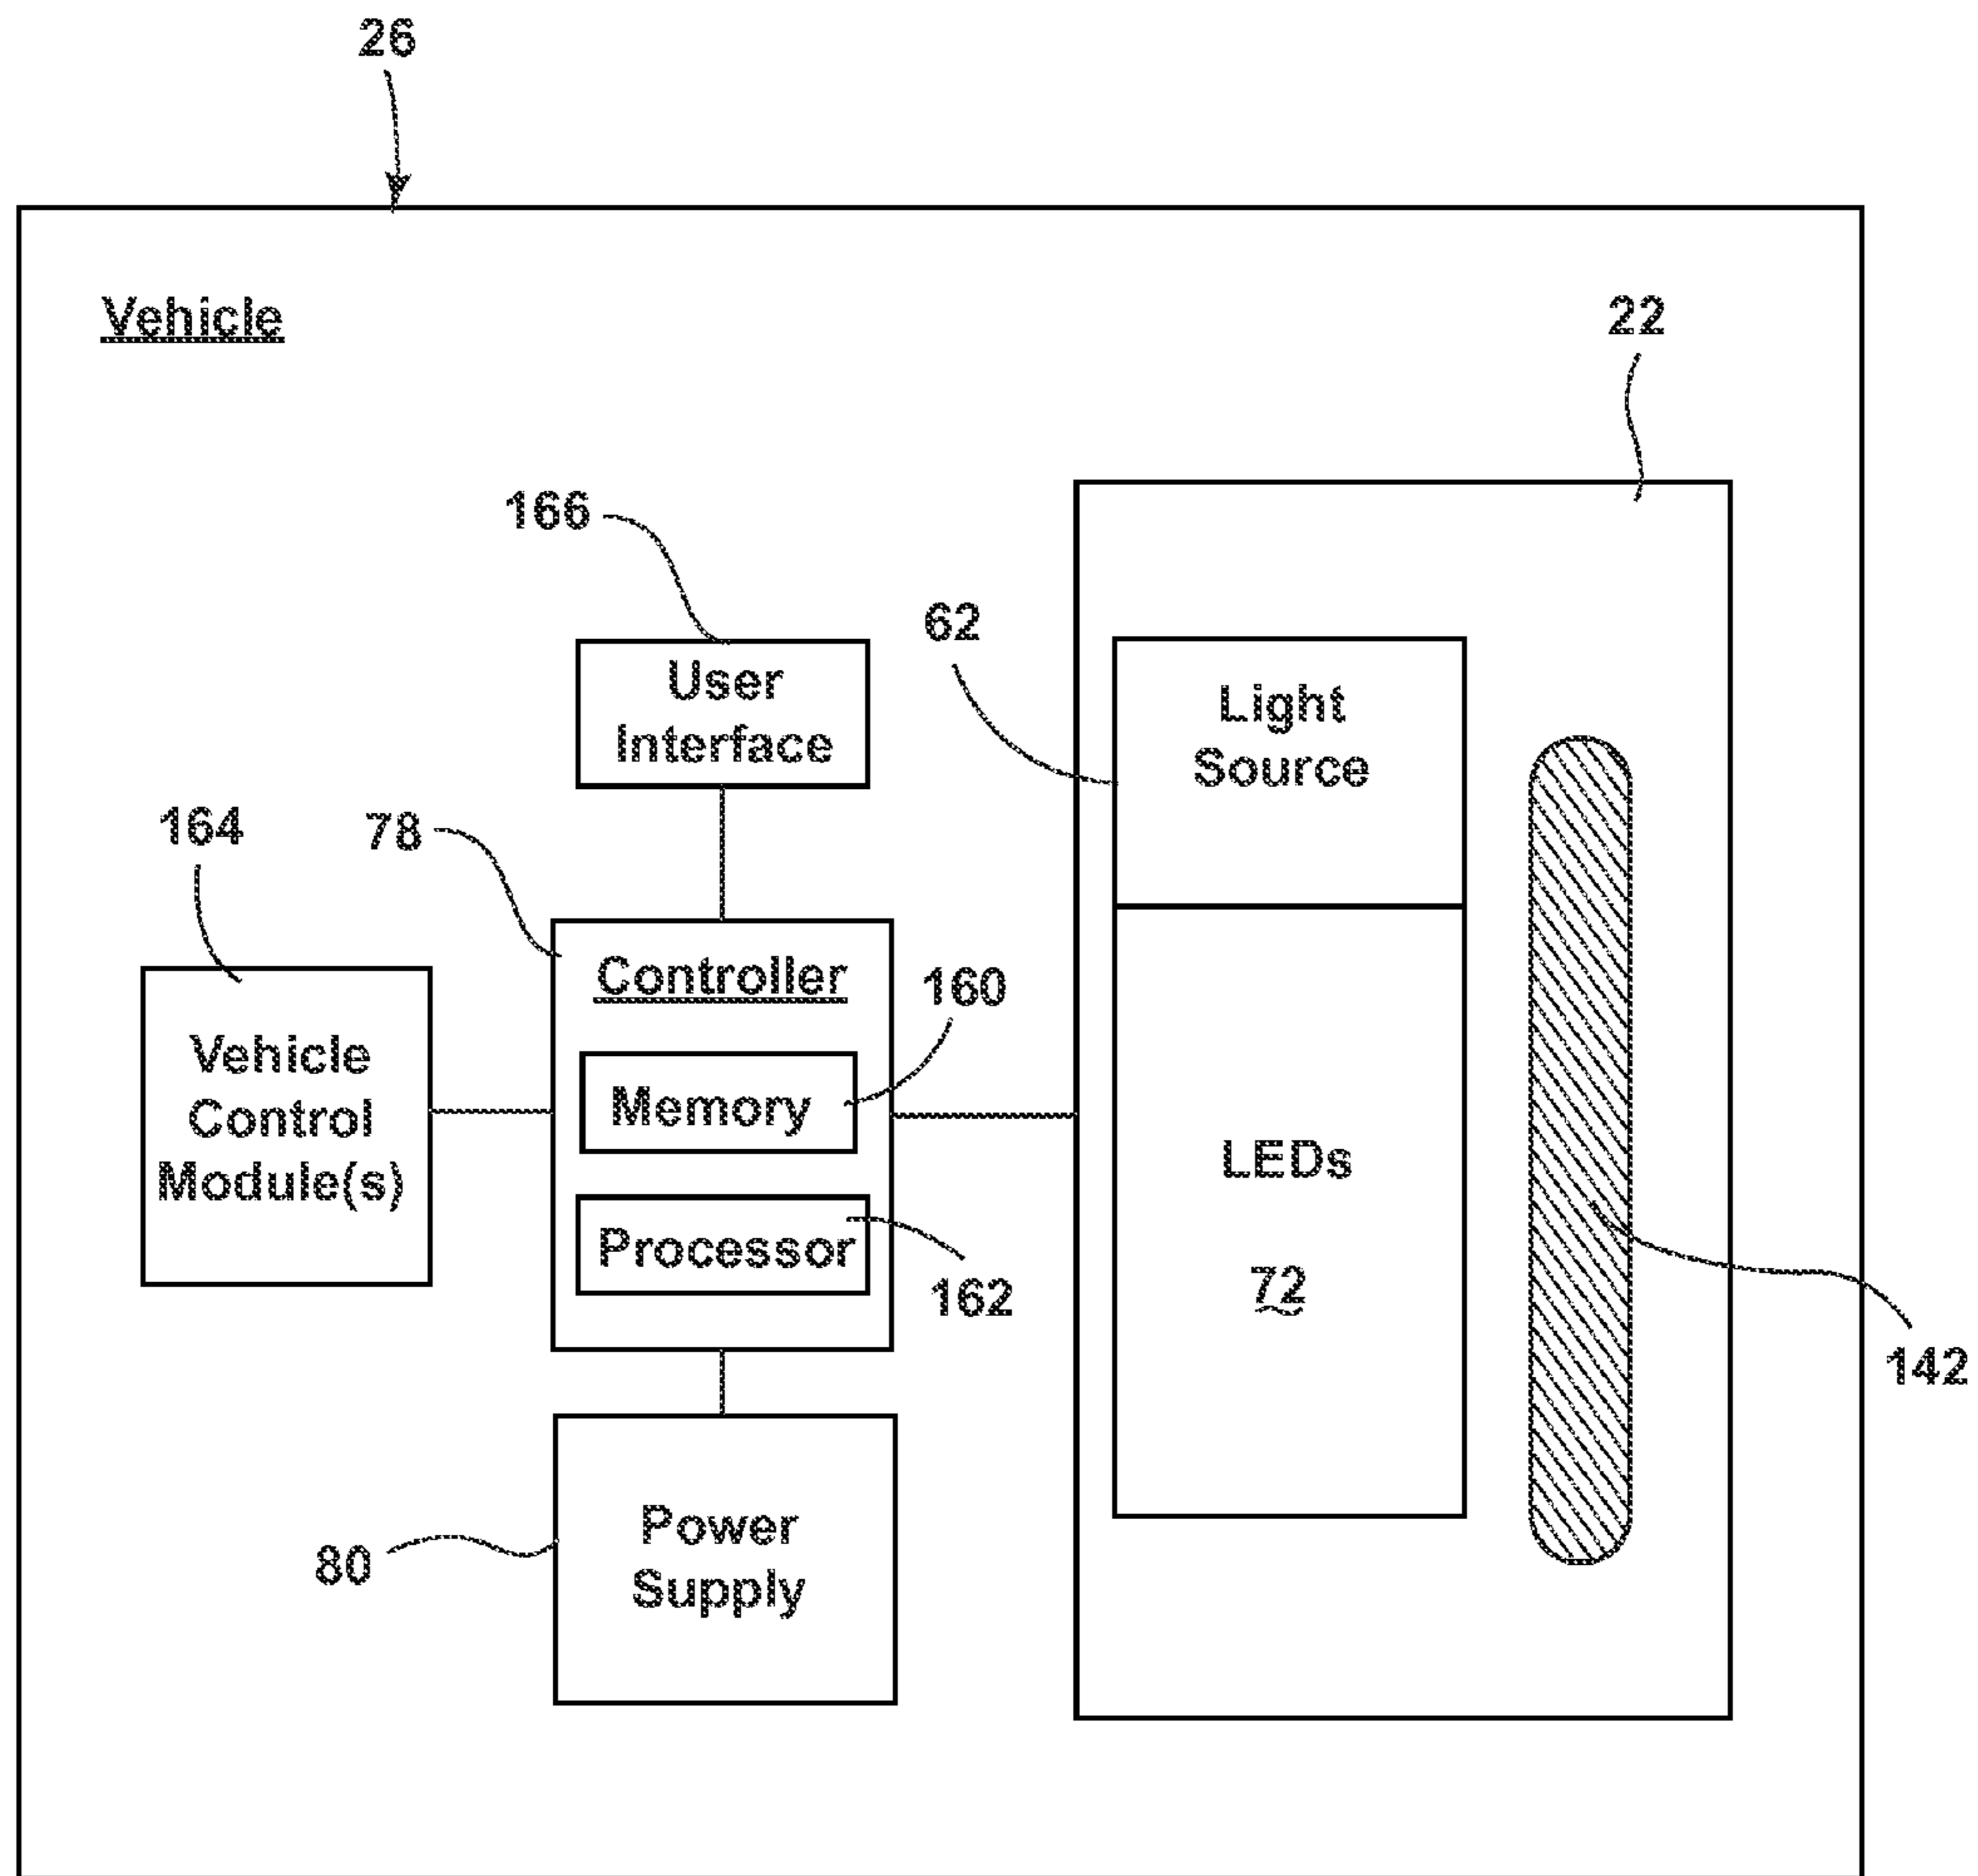 26
Vehicle
22
166
User
Interface
62
Light
Source
164
78
Controller
160
Vehicle
Control
Module(s)
Memory
LEDs
Processor
72
162
142
Power
Supply
80